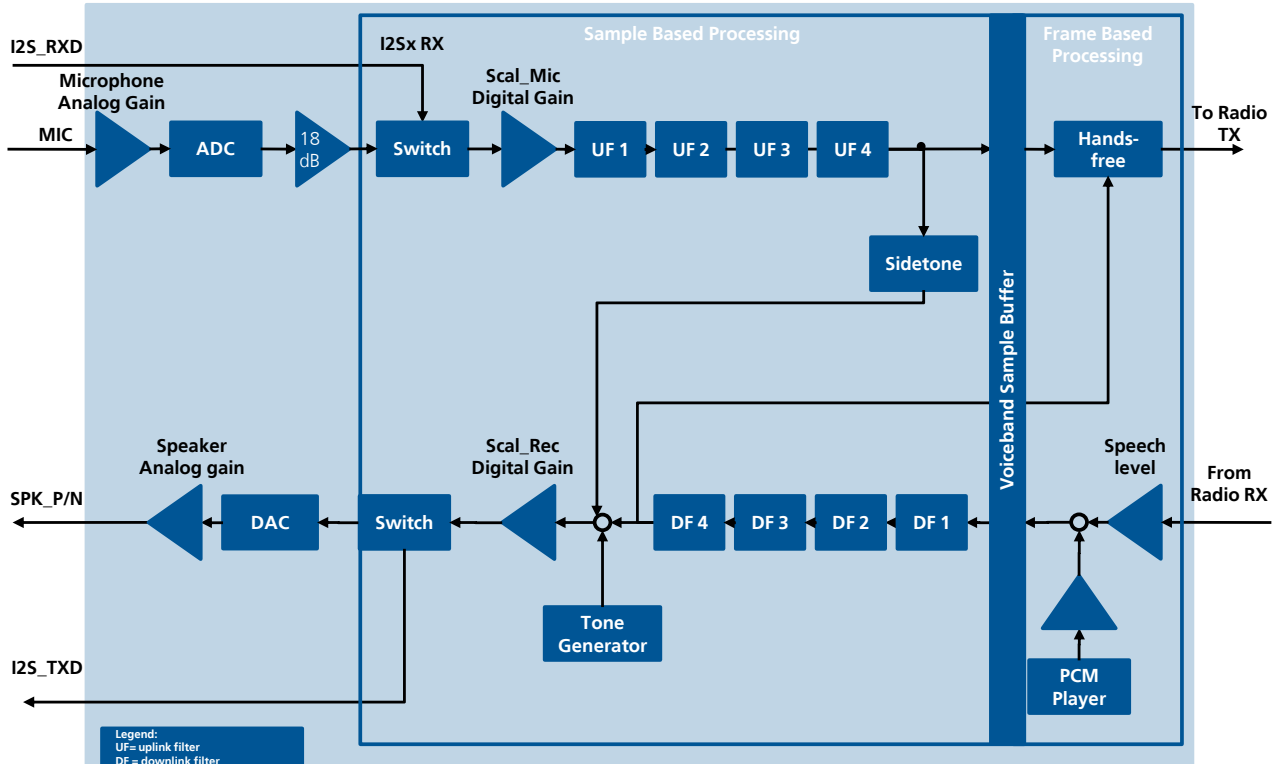 Sample Based Processing
Frame Based
Processing
I2S_RXD
I2Sx RX
Microphone
Analog Gain
Scal_Mic
Digital Gain
MIC
ADC
18
dB
Switch
UF 1
UF 2
UF 3
UF 4
Hands-
free
To Radio
TX
Sidetone
Voiceband Sample Buffer
Speaker
Analog gain
Scal_Rec
Digital Gain
Speech
level
From
Radio RX
SPK_P/N
DAC
Switch
DF 4
DF 3
DF 2
DF 1
Tone
Generator
PCM
Player
I2S_TXD
Legend:
UF= uplink filter
DF = downlink filter